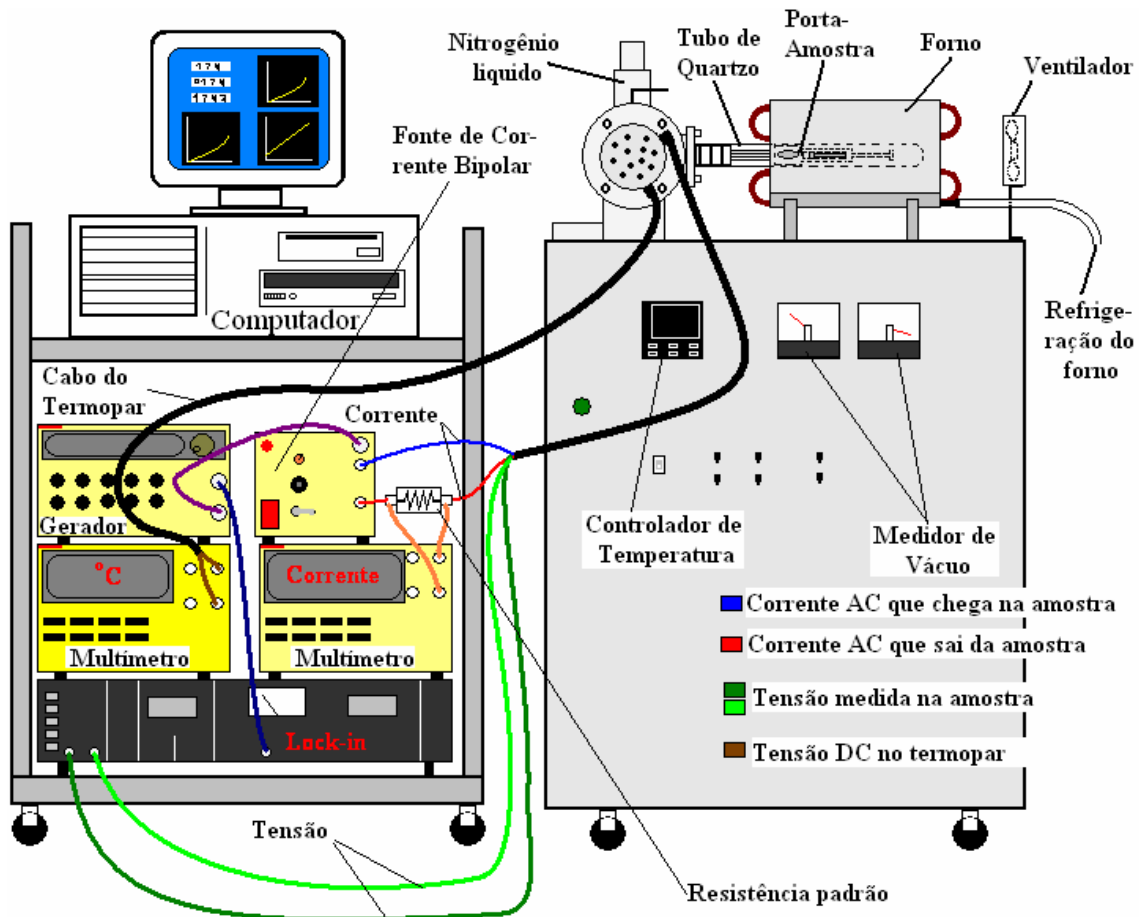 Nitrogênio
liquido
Tubo de
Quartzo
Porta-
Amostra
Forno
Ventilador
Fonte de Cor-
rente Bipolar
Computador
Refrige-
ração do
forno
Cabo do
Termopar
Corrente
Gerador
Controlador de
Temperatura
Medidor de
Vácuo
°C
Corrente
Multímetro
Multímetro
Lock-in
Corrente AC que chega na amostra
Corrente AC que sai da amostra
Tensão medida na amostra
Tensão DC no termopar
Tensão
Resistência padrão